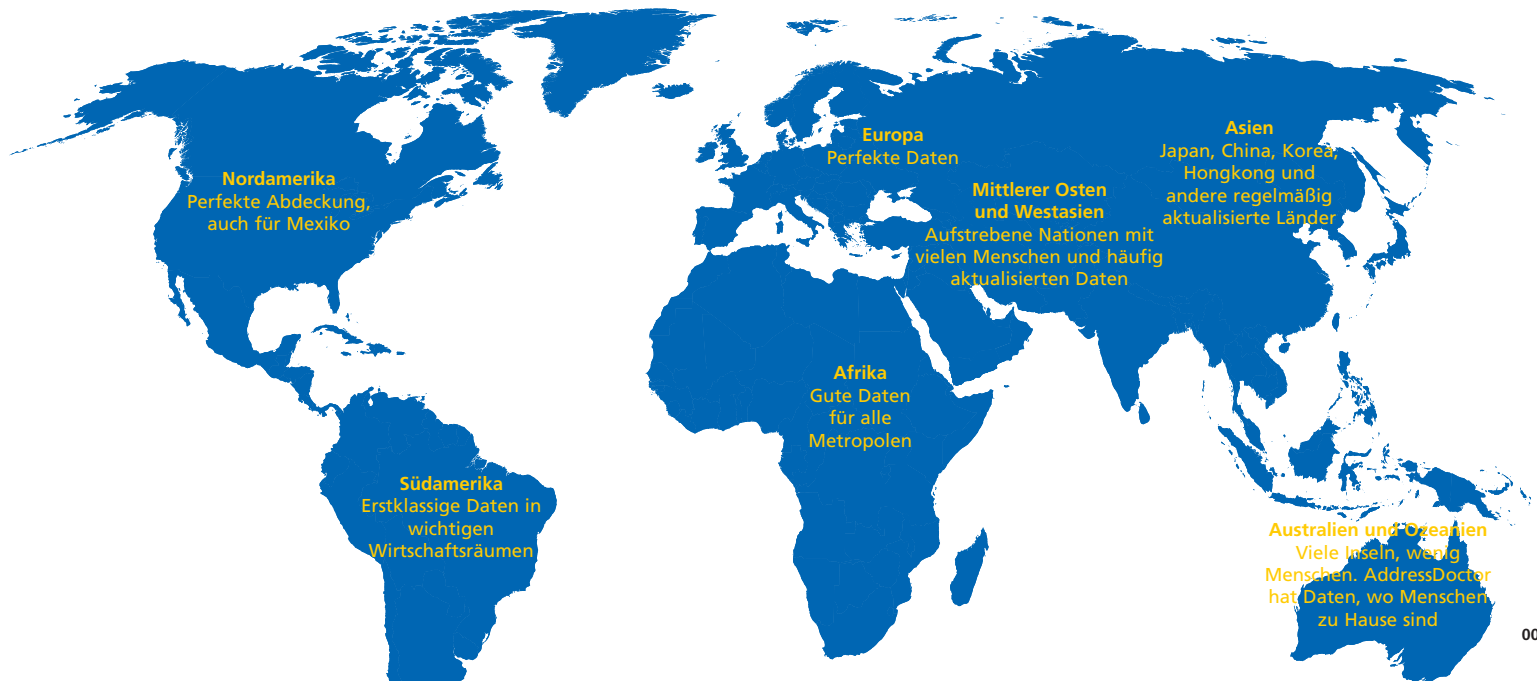 Nordamerika
Perfekte Abdeckung,
auch für Mexiko
Europa
Perfekte Daten
Asien
Japan, China, Korea,
Hongkong und
andere regelmäßig
aktualisierte Länder
Mittlerer Osten
und Westasien
Aufstrebene Nationen mit
vielen Menschen und häufig
aktualisierten Daten
Afrika
Gute Daten
für alle
Metropolen
Südamerika
Erstklassige Daten in
wichtigen
Wirtschaftsräumen
Australien und Ozeanien
Viele Inseln, wenig
Menschen. AddressDoctor
hat Daten, wo Menschen
zu Hause sind
00